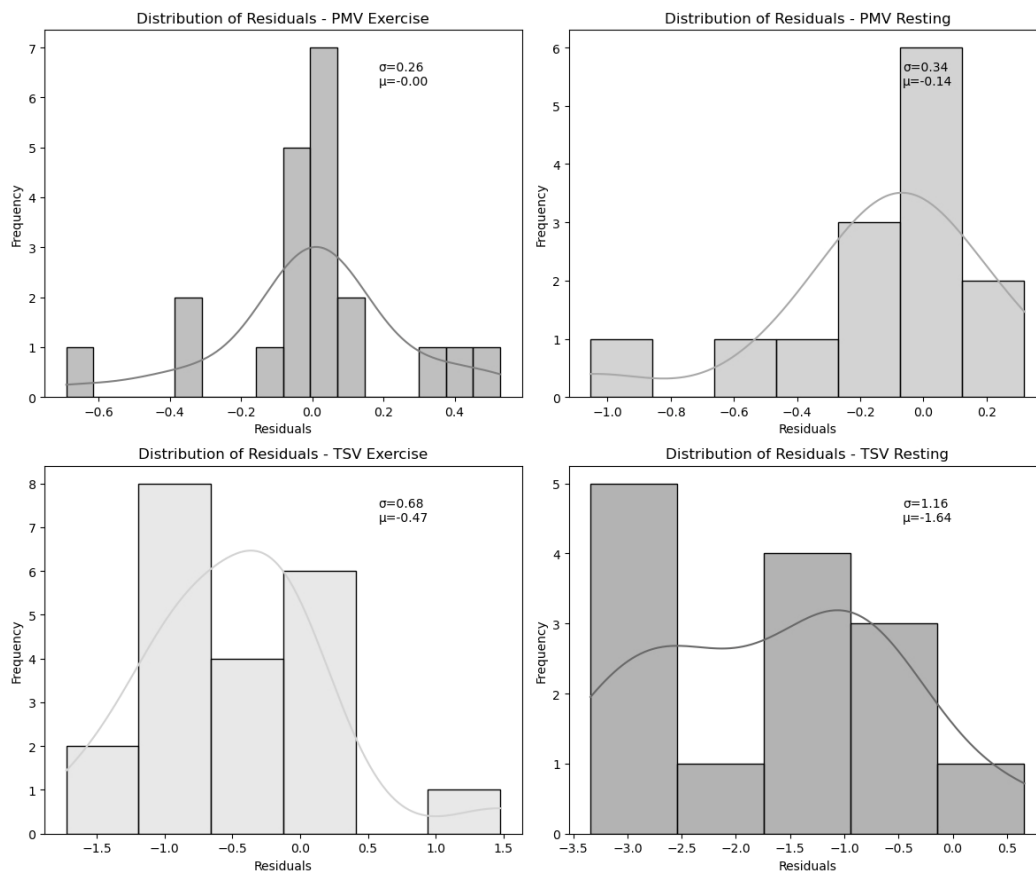 Distribution of Residuals - PMV Exercise
σ=0.26
μ=-0.00
Frequency
7
6
5
4
3
2
1
0
−0.6 −0.4 −0.2 0.0 0.2 0.4
Residuals
Distribution of Residuals - PMV Resting
σ=0.34
μ=-0.14
Frequency
6
5
4
3
2
1
0
−1.0 −0.8 −0.6 −0.4 −0.2 0.0 0.2
Residuals
Distribution of Residuals - TSV Exercise
σ=0.68
μ=-0.47
Frequency
8
7
6
5
4
3
2
1
0
−1.5 −1.0 −0.5 0.0 0.5 1.0 1.5
Residuals
Distribution of Residuals - TSV Resting
σ=1.16
μ=-1.64
Frequency
5
4
3
2
1
0
−3.5 −3.0 −2.5 −2.0 −1.5 −1.0 −0.5 0.0 0.5
Residuals